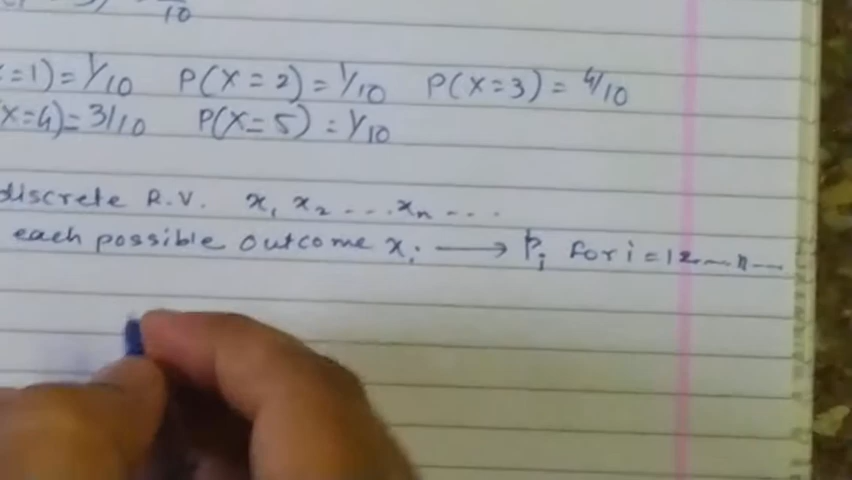 10
=1) = 1/10 P(X=2) = 1/10 P(X=3) = 4/10
X=4) = 3/10 P(X=5) = 1/10
discrete R.V. x₁ x₂ ... xₙ ...
each possible outcome xᵢ → pᵢ for i = 1 2 ... n ...